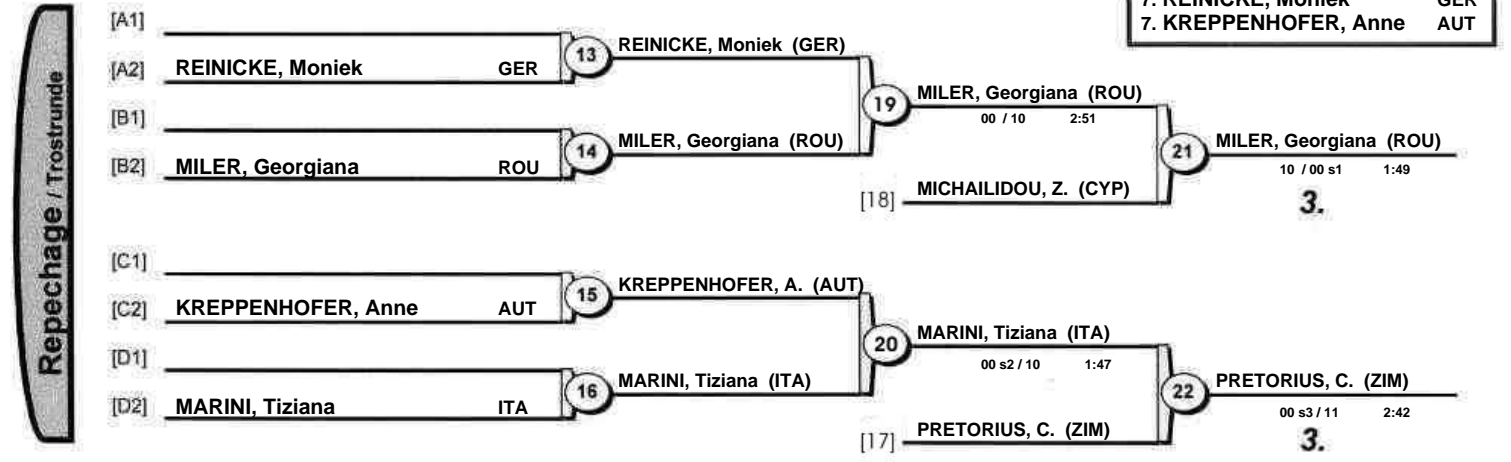 7. REINICKE, Moniek GER
7. KREPPENHOFER, Anne AUT
Repechage / Trostrunde
[A1]
[A2] REINICKE, Moniek GER
13
REINICKE, Moniek (GER)
[B1]
[B2] MILER, Georgiana ROU
14
MILER, Georgiana (ROU)
19
MILER, Georgiana (ROU)
00 / 10 2:51
[18] MICHAILIDOU, Z. (CYP)
21
MILER, Georgiana (ROU)
10 / 00 s1 1:49
3.
[C1]
[C2] KREPPENHOFER, Anne AUT
15
KREPPENHOFER, A. (AUT)
[D1]
[D2] MARINI, Tiziana ITA
16
MARINI, Tiziana (ITA)
20
MARINI, Tiziana (ITA)
00 s2 / 10 1:47
[17] PRETORIUS, C. (ZIM)
22
PRETORIUS, C. (ZIM)
00 s3 / 11 2:42
3.